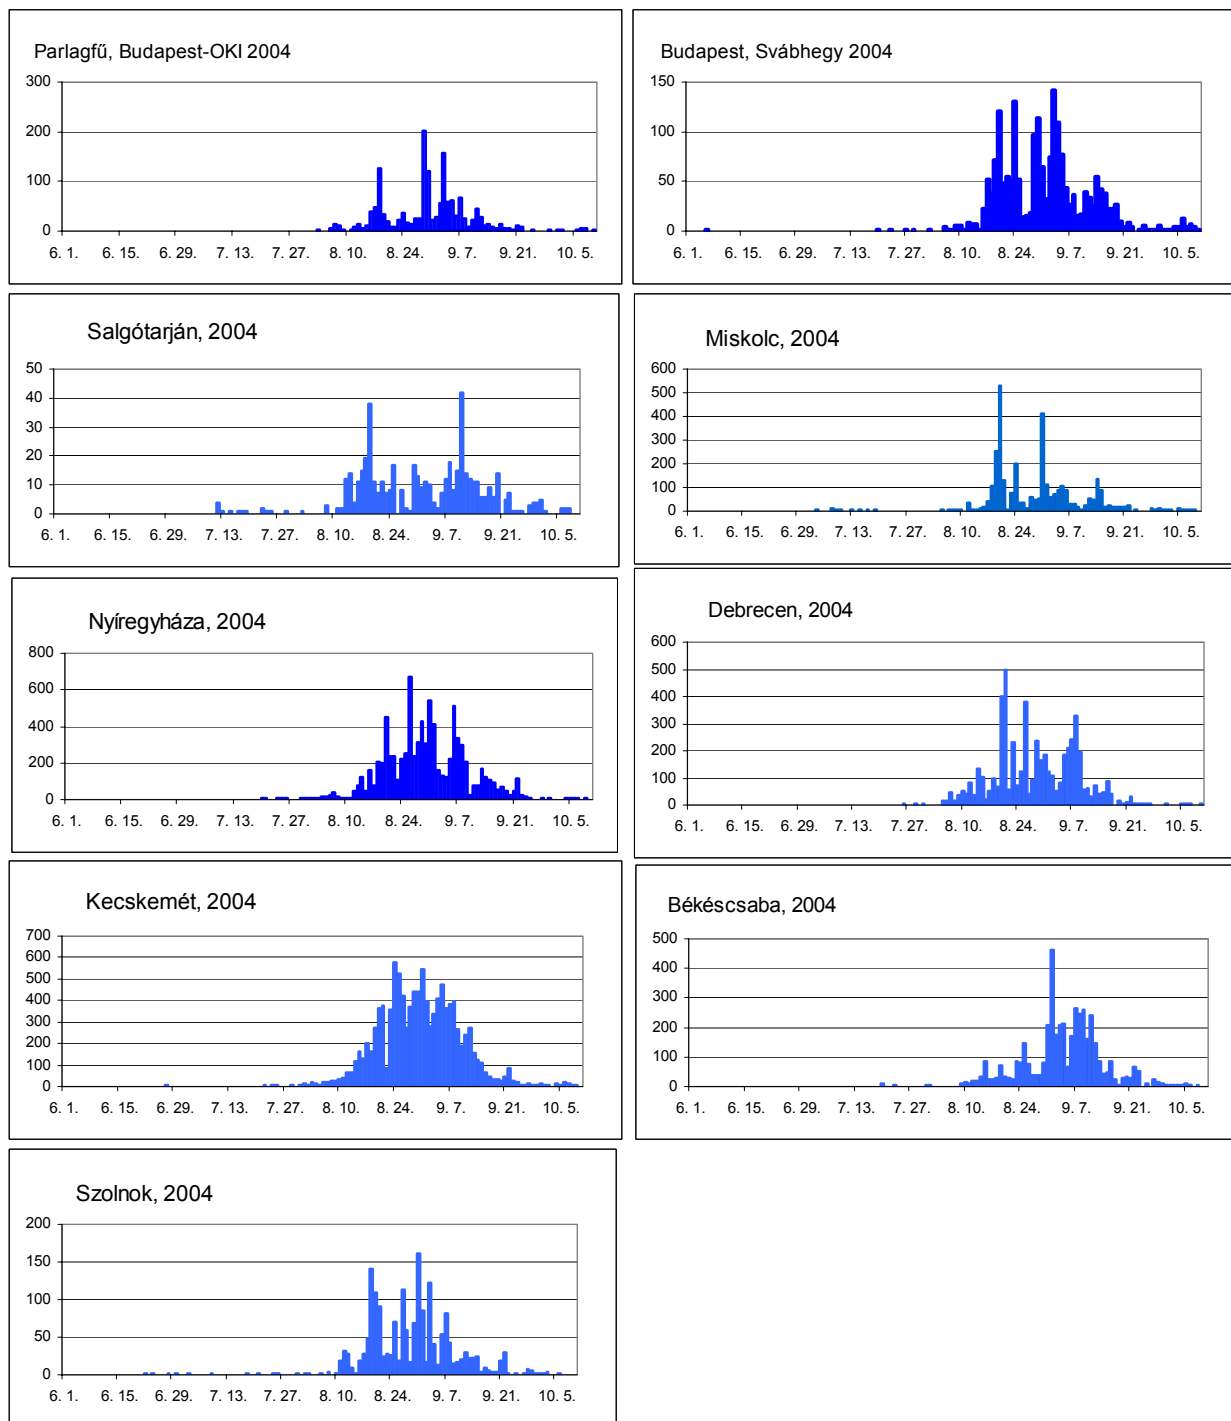 Parlagfű, Budapest-OKI 2004
300
200
100
0
6. 1. 6. 15. 6. 29. 7. 13. 7. 27. 8. 10. 8. 24. 9. 7. 9. 21. 10. 5.
Budapest, Svábhegy 2004
150
100
50
0
6. 1. 6. 15. 6. 29. 7. 13. 7. 27. 8. 10. 8. 24. 9. 7. 9. 21. 10. 5.
Salgótarján, 2004
50
40
30
20
10
0
6. 1. 6. 15. 6. 29. 7. 13. 7. 27. 8. 10. 8. 24. 9. 7. 9. 21. 10. 5.
Miskolc, 2004
600
500
400
300
200
100
0
6. 1. 6. 15. 6. 29. 7. 13. 7. 27. 8. 10. 8. 24. 9. 7. 9. 21. 10. 5.
Nyíregyháza, 2004
800
600
400
200
0
6. 1. 6. 15. 6. 29. 7. 13. 7. 27. 8. 10. 8. 24. 9. 7. 9. 21. 10. 5.
Debrecen, 2004
600
500
400
300
200
100
0
6. 1. 6. 15. 6. 29. 7. 13. 7. 27. 8. 10. 8. 24. 9. 7. 9. 21. 10. 5.
Kecskemét, 2004
700
600
500
400
300
200
100
0
6. 1. 6. 15. 6. 29. 7. 13. 7. 27. 8. 10. 8. 24. 9. 7. 9. 21. 10. 5.
Békéscsaba, 2004
500
400
300
200
100
0
6. 1. 6. 15. 6. 29. 7. 13. 7. 27. 8. 10. 8. 24. 9. 7. 9. 21. 10. 5.
Szolnok, 2004
200
150
100
50
0
6. 1. 6. 15. 6. 29. 7. 13. 7. 27. 8. 10. 8. 24. 9. 7. 9. 21. 10. 5.